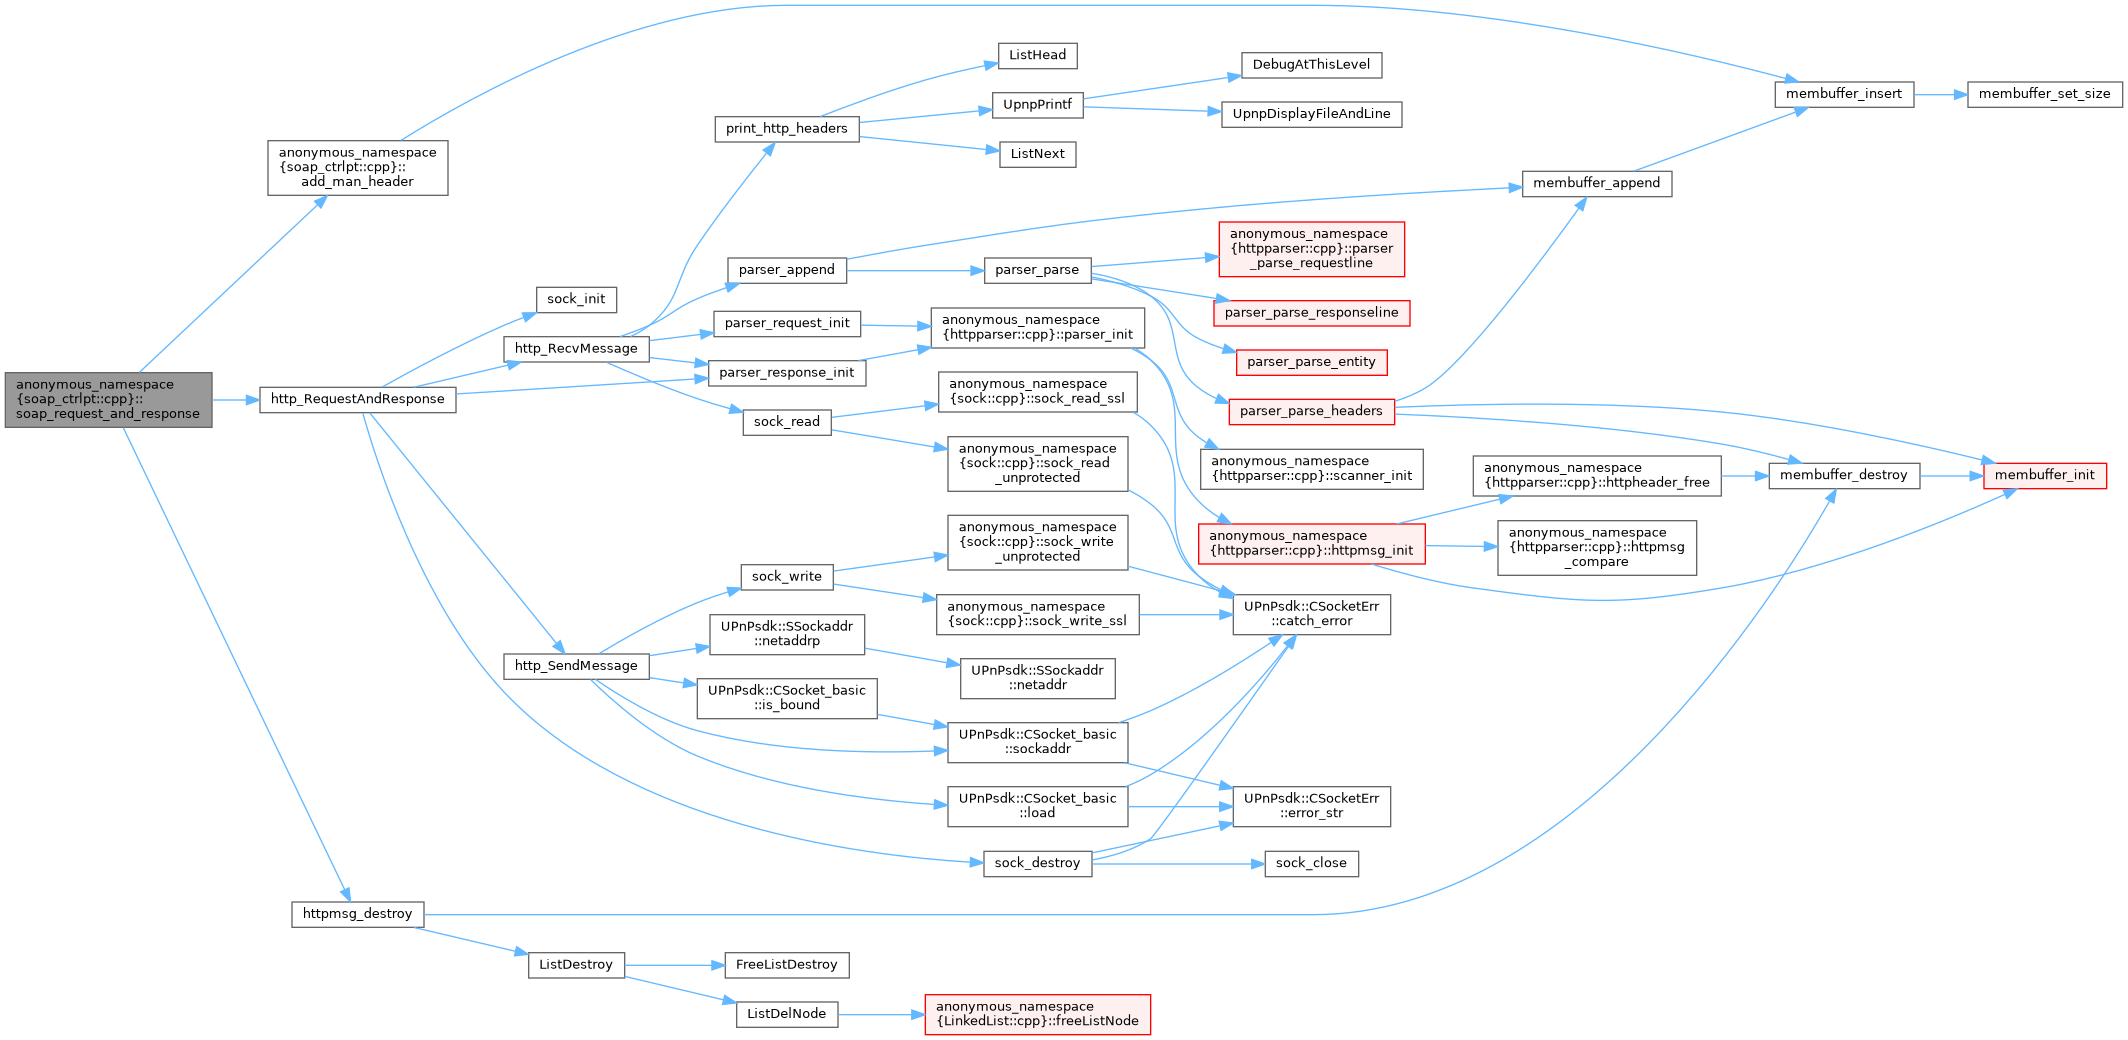 anonymous_namespace
{soap_ctrlpt::cpp}::
soap_request_and_response
anonymous_namespace
{soap_ctrlpt::cpp}::
add_man_header
http_RequestAndResponse
httpmsg_destroy
sock_init
http_RecvMessage
http_SendMessage
ListDestroy
print_http_headers
parser_append
parser_request_init
parser_response_init
sock_read
sock_write
UPnPsdk::SSockaddr
::netaddrp
UPnPsdk::CSocket_basic
::is_bound
FreeListDestroy
ListDelNode
ListHead
UpnpPrintf
ListNext
parser_parse
anonymous_namespace
{httpparser::cpp}::parser_init
anonymous_namespace
{sock::cpp}::sock_read_ssl
anonymous_namespace
{sock::cpp}::sock_read
_unprotected
anonymous_namespace
{sock::cpp}::sock_write
_unprotected
anonymous_namespace
{sock::cpp}::sock_write_ssl
UPnPsdk::SSockaddr
::netaddr
UPnPsdk::CSocket_basic
::sockaddr
UPnPsdk::CSocket_basic
::load
sock_destroy
anonymous_namespace
{LinkedList::cpp}::freeListNode
DebugAtThisLevel
UpnpDisplayFileAndLine
anonymous_namespace
{httpparser::cpp}::parser
_parse_requestline
parser_parse_responseline
parser_parse_entity
parser_parse_headers
anonymous_namespace
{httpparser::cpp}::scanner_init
anonymous_namespace
{httpparser::cpp}::httpmsg_init
UPnPsdk::CSocketErr
::catch_error
UPnPsdk::CSocketErr
::error_str
sock_close
membuffer_append
anonymous_namespace
{httpparser::cpp}::httpheader_free
anonymous_namespace
{httpparser::cpp}::httpmsg
_compare
membuffer_insert
membuffer_destroy
membuffer_set_size
membuffer_init